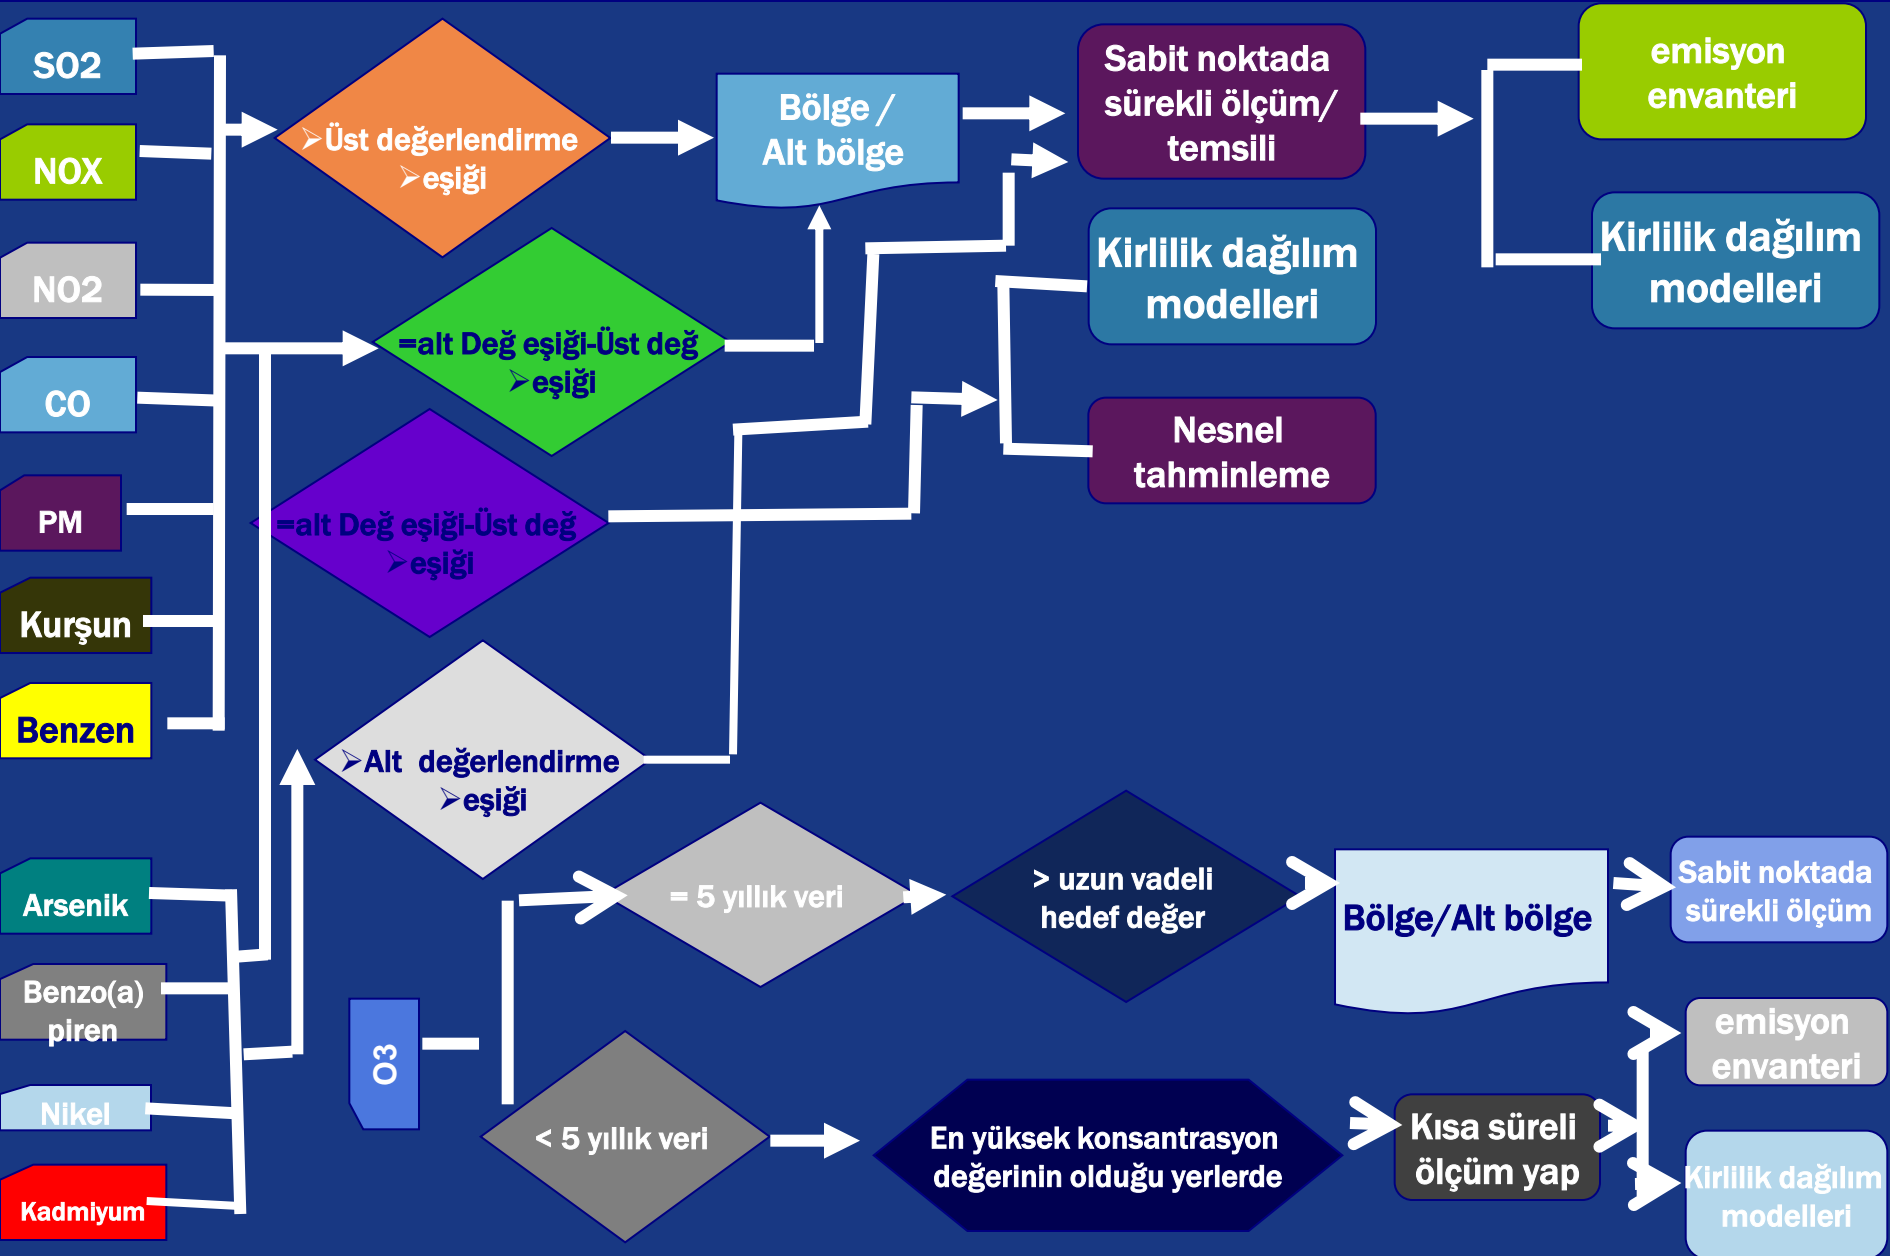 SO2
NOX
NO2
CO
PM
Kurşun
Benzen
Arsenik
Benzo(a)
piren
Nikel
Kadmiyum
➢Üst değerlendirme
➢eşiği
=alt Değ eşiği-Üst değ
➢eşiği
=alt Değ eşiği-Üst değ
➢eşiği
➢Alt değerlendirme
➢eşiği
Bölge /
Alt bölge
Sabit noktada
sürekli ölçüm/
temsili
Kirlilik dağılım
modelleri
Nesnel
tahminleme
emisyon
envanteri
Kirlilik dağılım
modelleri
O3
= 5 yıllık veri
> uzun vadeli
hedef değer
Bölge/Alt bölge
Sabit noktada
sürekli ölçüm
< 5 yıllık veri
En yüksek konsantrasyon
değerinin olduğu yerlerde
Kısa süreli
ölçüm yap
emisyon
envanteri
Kirlilik dağılım
modelleri